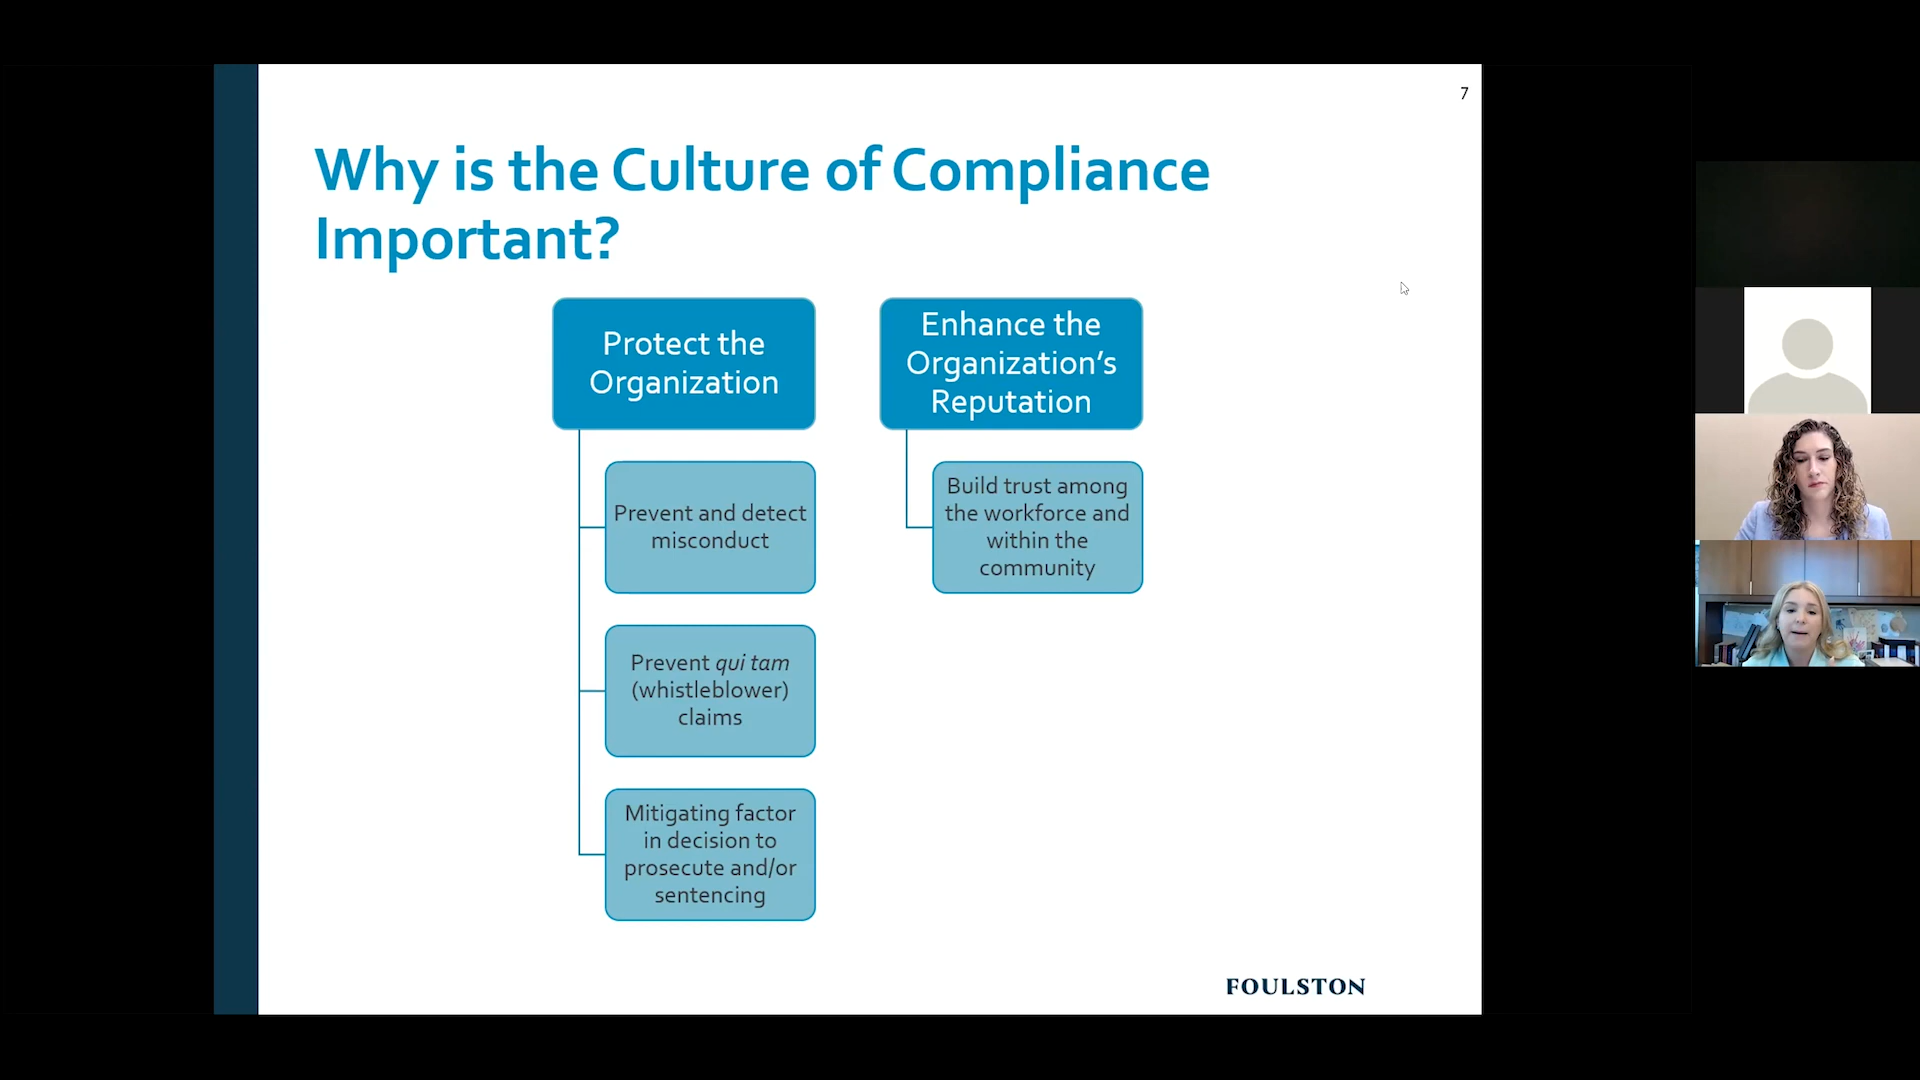 7
Why is the Culture of Compliance
Important?
Protect the
Organization
Prevent and detect
misconduct
Prevent qui tam
(whistleblower)
claims
Mitigating factor
in decision to
prosecute and/or
sentencing
Enhance the
Organization’s
Reputation
Build trust among
the workforce and
within the
community
FOULSTON